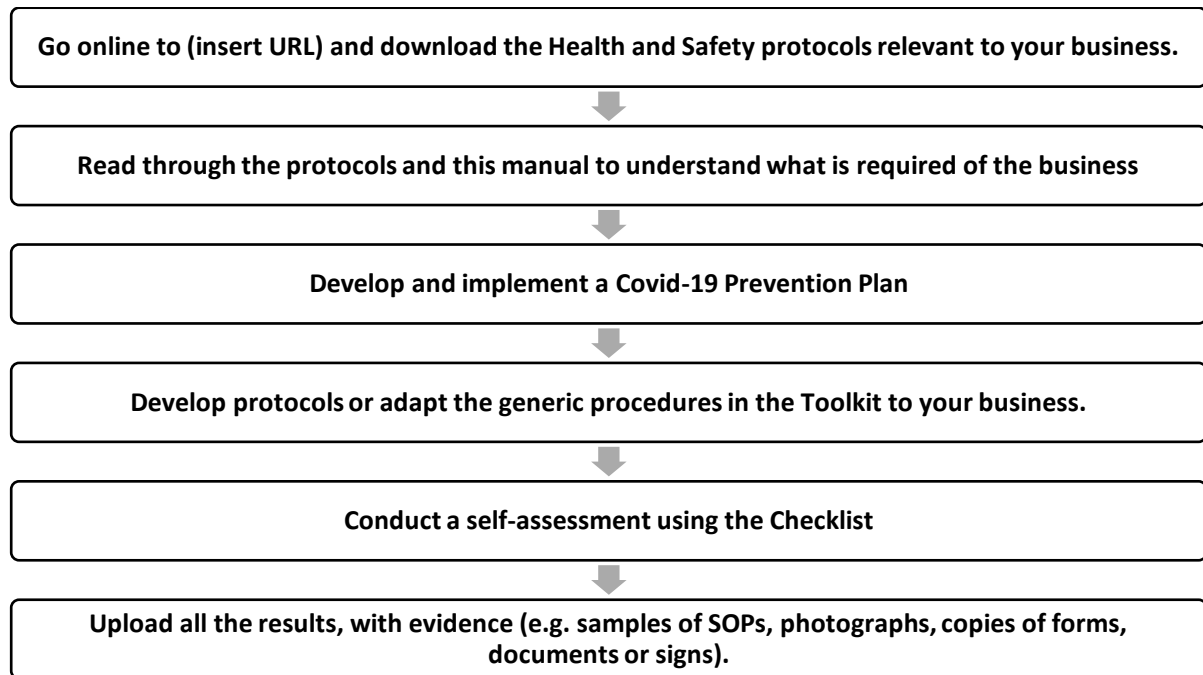 Go online to (insert URL) and download the Health and Safety protocols relevant to your business.
Read through the protocols and this manual to understand what is required of the business
Develop and implement a Covid-19 Prevention Plan
Develop protocols or adapt the generic procedures in the Toolkit to your business.
Conduct a self-assessment using the Checklist
Upload all the results, with evidence (e.g. samples of SOPs, photographs, copies of forms,
documents or signs).